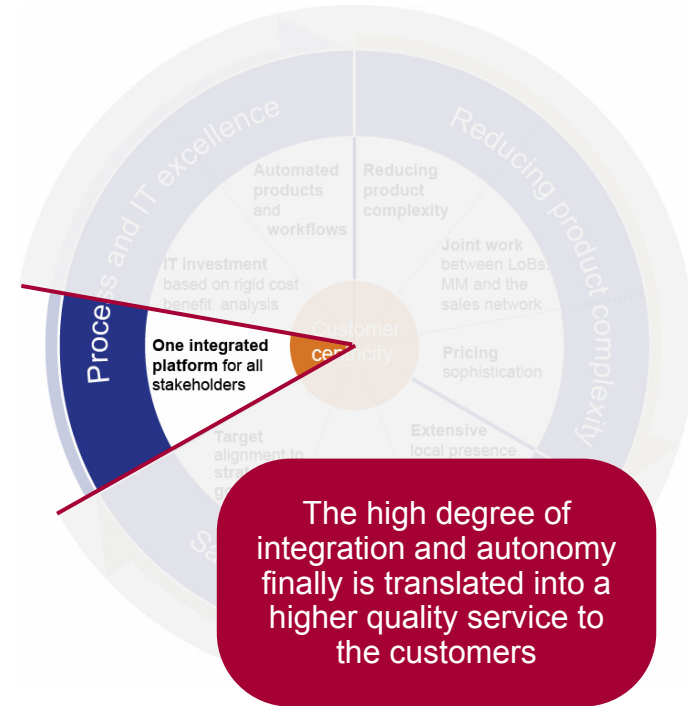 Process and IT excellence
Reducing product complexity
Automated
products
and
workflows
Reducing
product
complexity
IT Investment
based on rigid cost
benefit analysis
Joint work
between LoBs,
MM and the
sales network
Customer
centricity
One integrated
platform for all
stakeholders
Pricing
sophistication
Target
alignment to
Extensive
local presence
The high degree of
integration and autonomy
finally is translated into a
higher quality service to
the customers